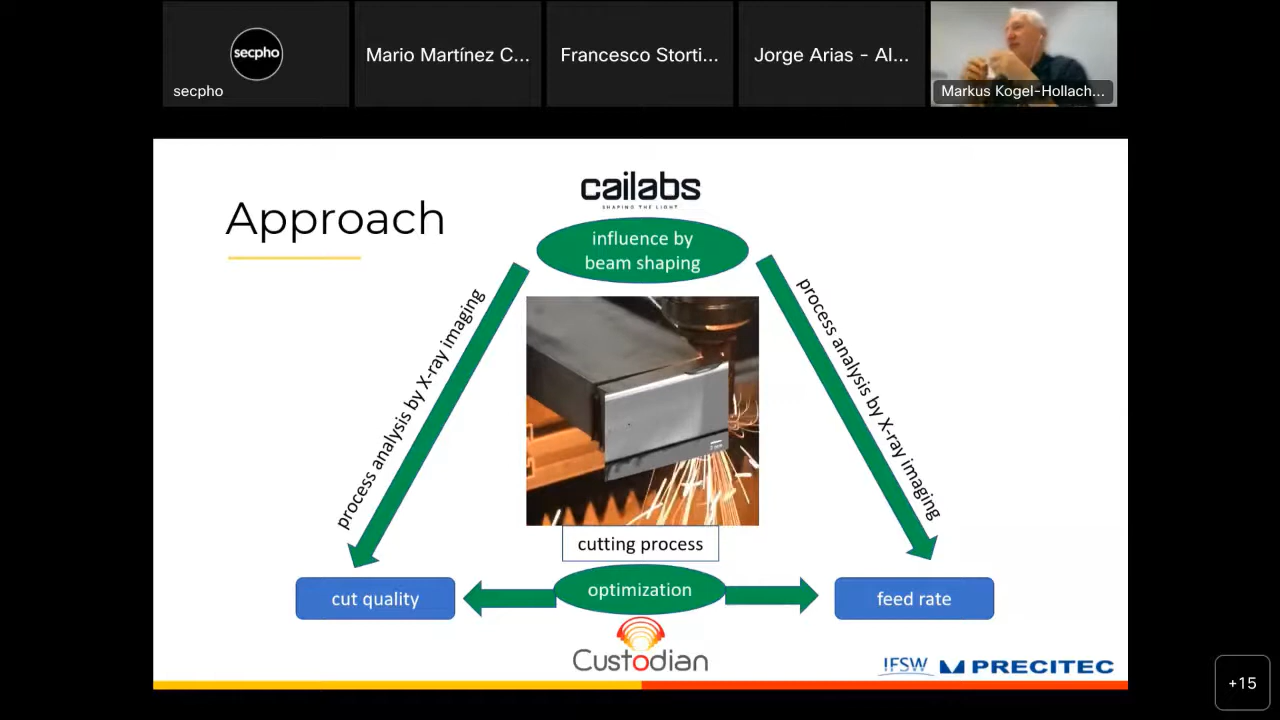 secpho
Mario Martínez C...
Francesco Storti...
Jorge Arias - Al...
secpho
Markus Kogel-Hollach...
cailabs
SHAPING THE LIGHT
Approach
influence by
beam shaping
process analysis by X-ray imaging
process analysis by X-ray imaging
cutting process
optimization
cut quality
feed rate
Custodian
IFSW
PRECITEC
+15